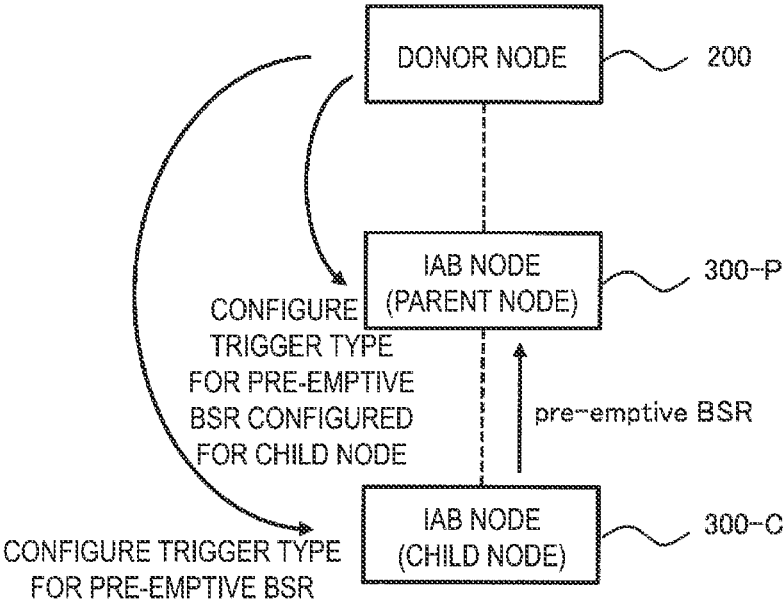 DONOR NODE
200
IAB NODE
(PARENT NODE)
300-P
CONFIGURE
TRIGGER TYPE
FOR PRE-EMPTIVE
BSR CONFIGURED
FOR CHILD NODE
pre-emptive BSR
IAB NODE
(CHILD NODE)
300-C
CONFIGURE TRIGGER TYPE
FOR PRE-EMPTIVE BSR